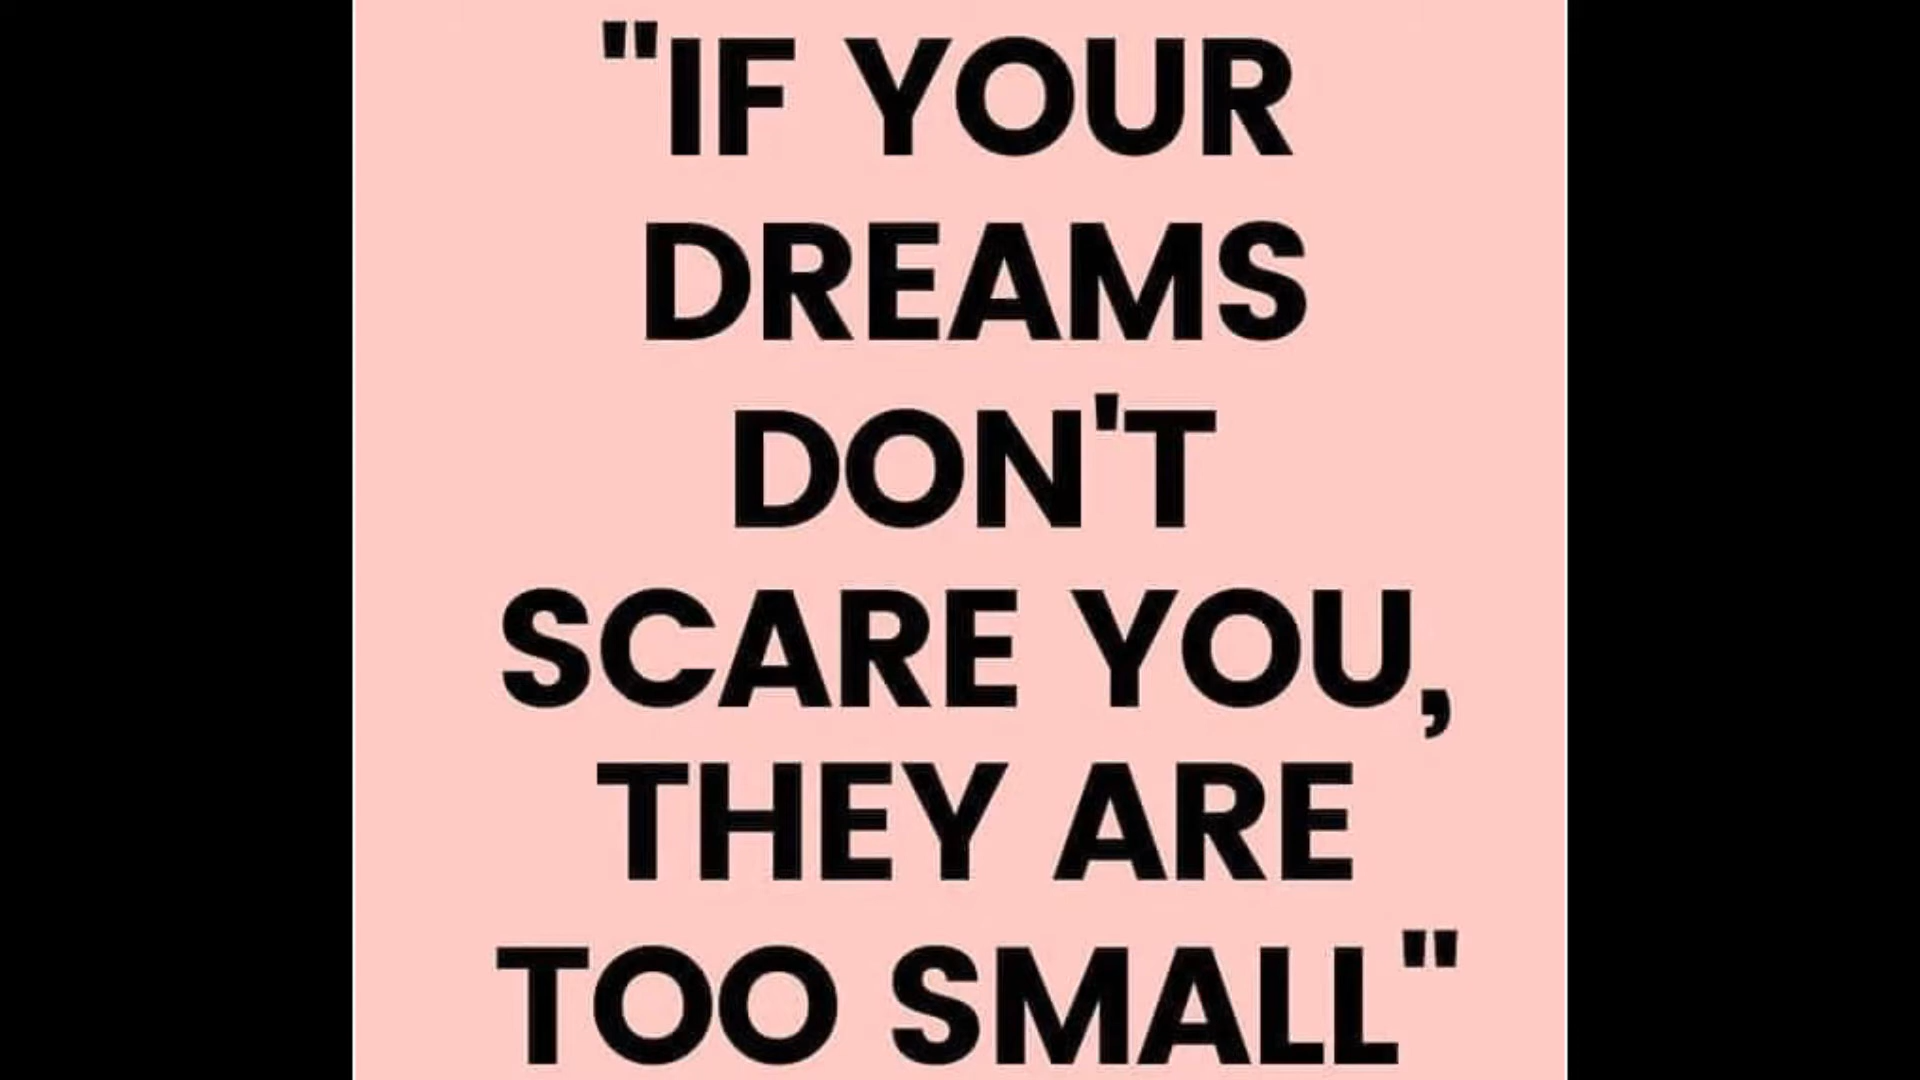 "IF YOUR
DREAMS
DON'T
SCARE YOU,
THEY ARE
TOO SMALL"